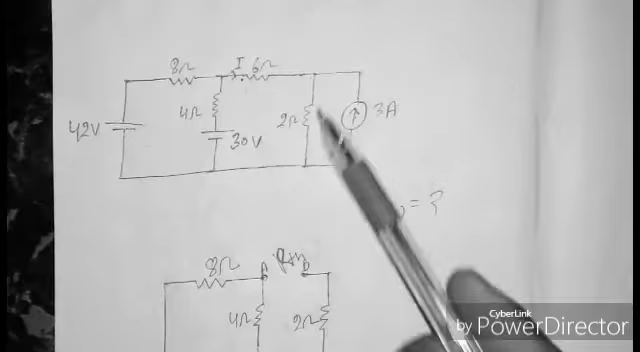 8Ω I 6Ω
4Ω
42V 30V 2Ω 3A
= ?
8Ω A
4Ω 2Ω
CyberLink
by PowerDirector